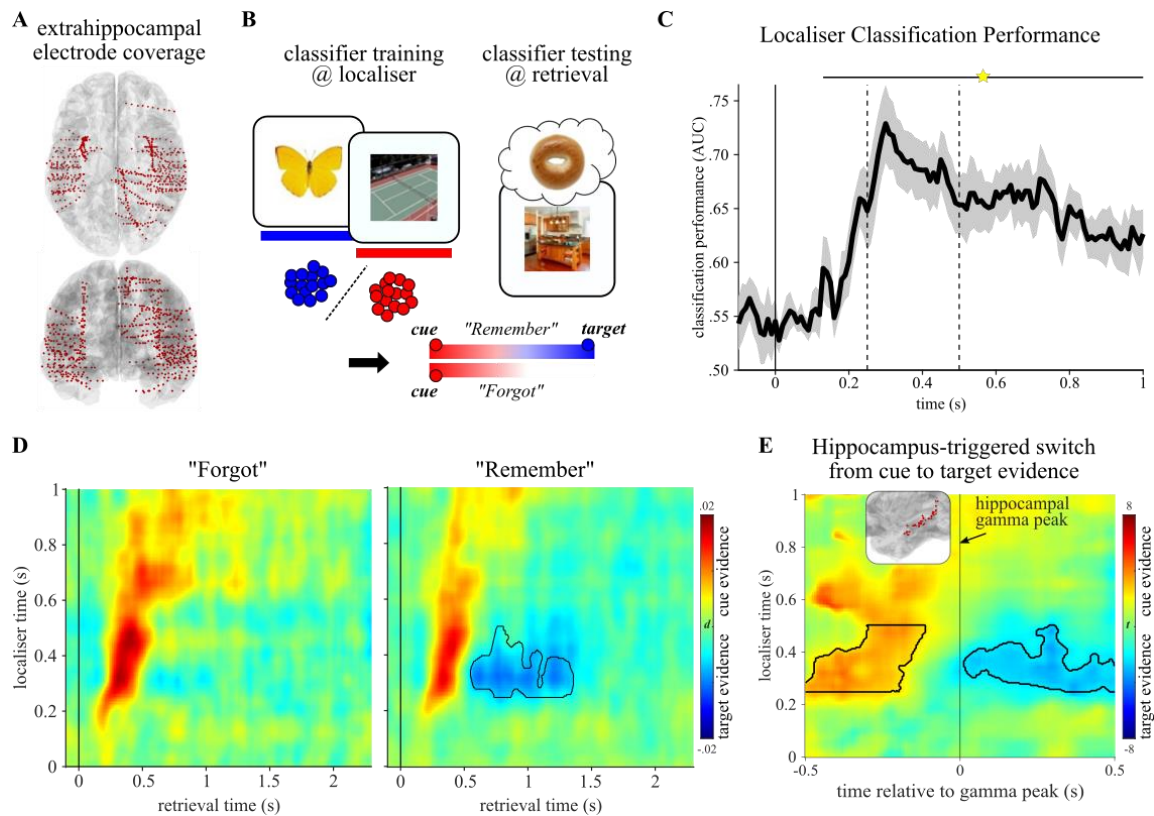 A
extrahippocampal
electrode coverage
B
classifier training
@ localiser
classifier testing
@ retrieval
cue
"Remember"
target
cue
"Forgot"
C
Localiser Classification Performance
classification performance (AUC)
.75
.70
.65
.60
.55
.50
0
0.2
0.4
0.6
0.8
1
time (s)
D
"Forgot"
localiser time (s)
1
0.8
0.6
0.4
0.2
0
0
0.5
1
1.5
2
retrieval time (s)
"Remember"
0
0.5
1
1.5
2
retrieval time (s)
.02
d
-.02
cue evidence
target evidence
E
Hippocampus-triggered switch
from cue to target evidence
hippocampal
gamma peak
localiser time (s)
1
0.8
0.6
0.4
0.2
0
-0.5
0
0.5
time relative to gamma peak (s)
8
t
-8
cue evidence
target evidence